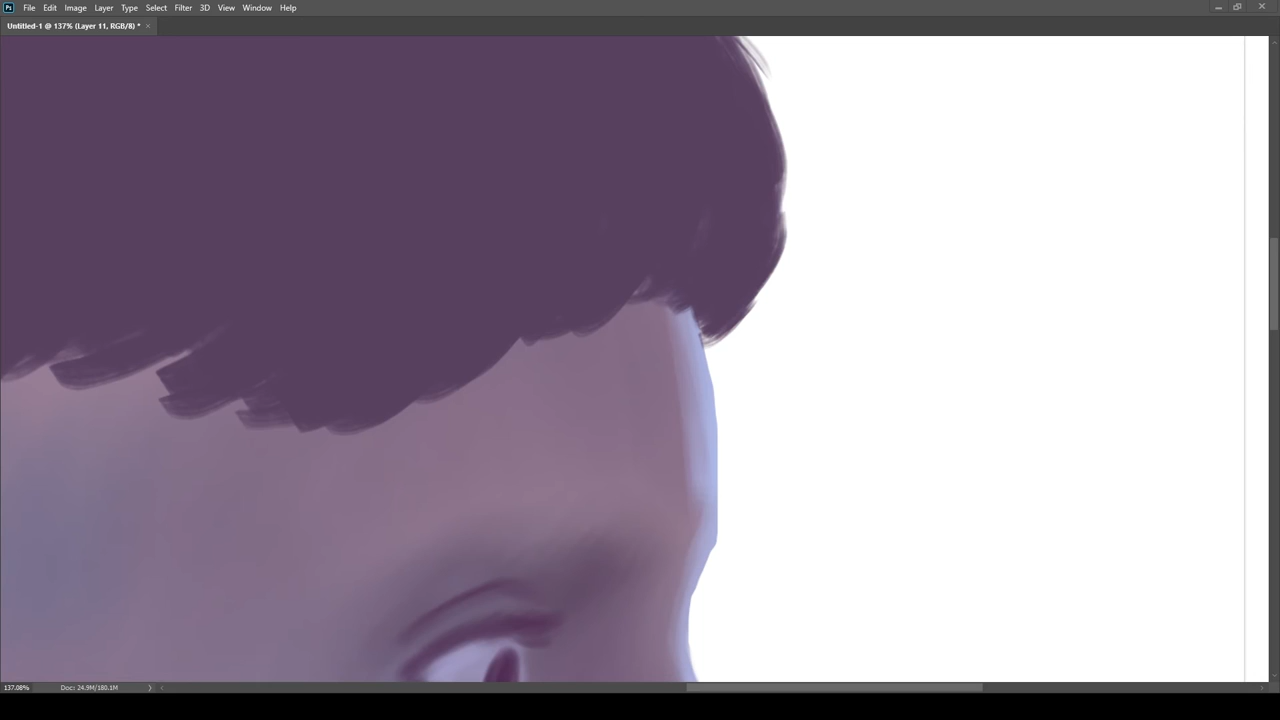 Ps File Edit Image Layer Type Select Filter 3D View Window Help
Untitled-1 @ 137% (Layer 11, RGB/8) * ×
137.08% Doc: 24.9M/180.1M